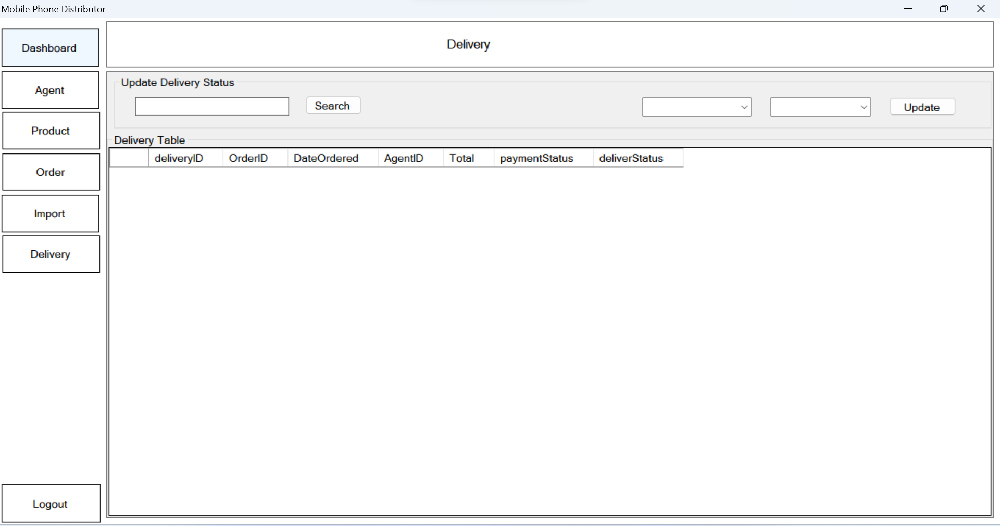 Mobile Phone Distributor
Dashboard
Agent
Product
Order
Import
Delivery
Logout
Delivery
Update Delivery Status
Search
Update
Delivery Table
deliveryID OrderID DateOrdered AgentID Total paymentStatus deliverStatus